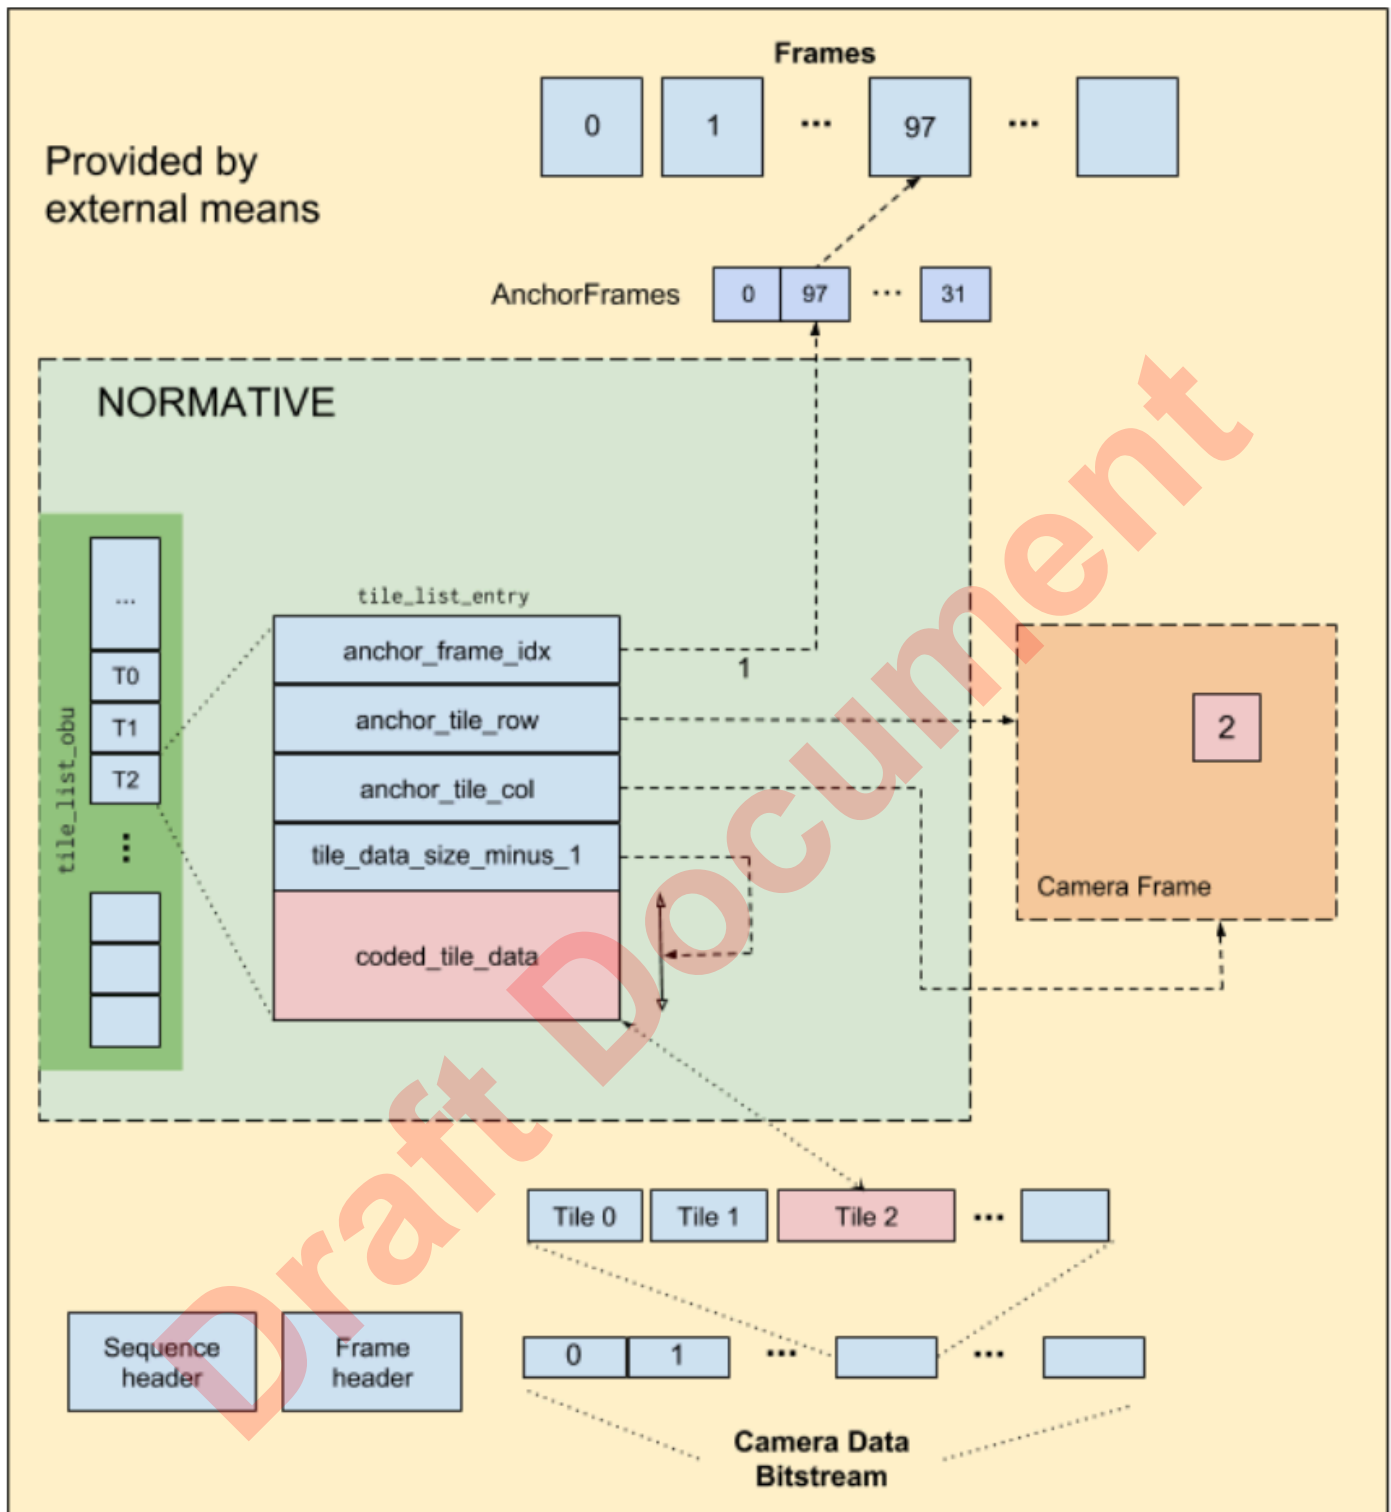 Frames
0 1 ... 97 ...
Provided by
external means
AnchorFrames 0 97 ... 31
NORMATIVE
tile_list_obu
...
T0
T1
T2
...
tile_list_entry
anchor_frame_idx
1
anchor_tile_row
anchor_tile_col
tile_data_size_minus_1
coded_tile_data
2
Camera Frame
Tile 0 Tile 1 Tile 2 ...
Sequence
header
Frame
header
0 1 ... ...
Camera Data
Bitstream
Draft Document